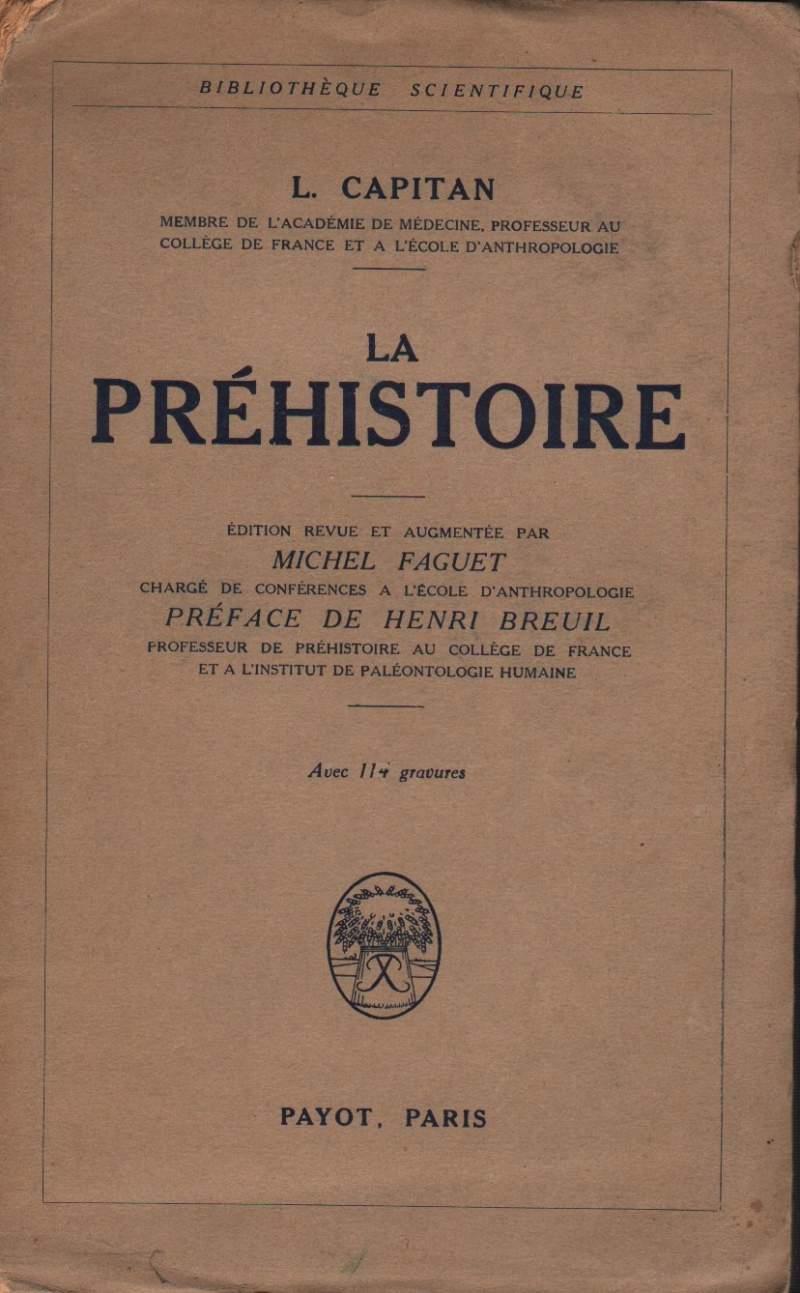 BIBLIOTHÈQUE SCIENTIFIQUE
L. CAPITAN
MEMBRE DE L'ACADÉMIE DE MÉDECINE, PROFESSEUR AU
COLLÈGE DE FRANCE ET A L'ÉCOLE D'ANTHROPOLOGIE
LA
PRÉHISTOIRE
ÉDITION REVUE ET AUGMENTÉE PAR
MICHEL FAGUET
CHARGÉ DE CONFÉRENCES A L'ÉCOLE D'ANTHROPOLOGIE
PRÉFACE DE HENRI BREUIL
PROFESSEUR DE PRÉHISTOIRE AU COLLÈGE DE FRANCE
ET A L'INSTITUT DE PALÉONTOLOGIE HUMAINE
Avec gravures
PAYOT, PARIS